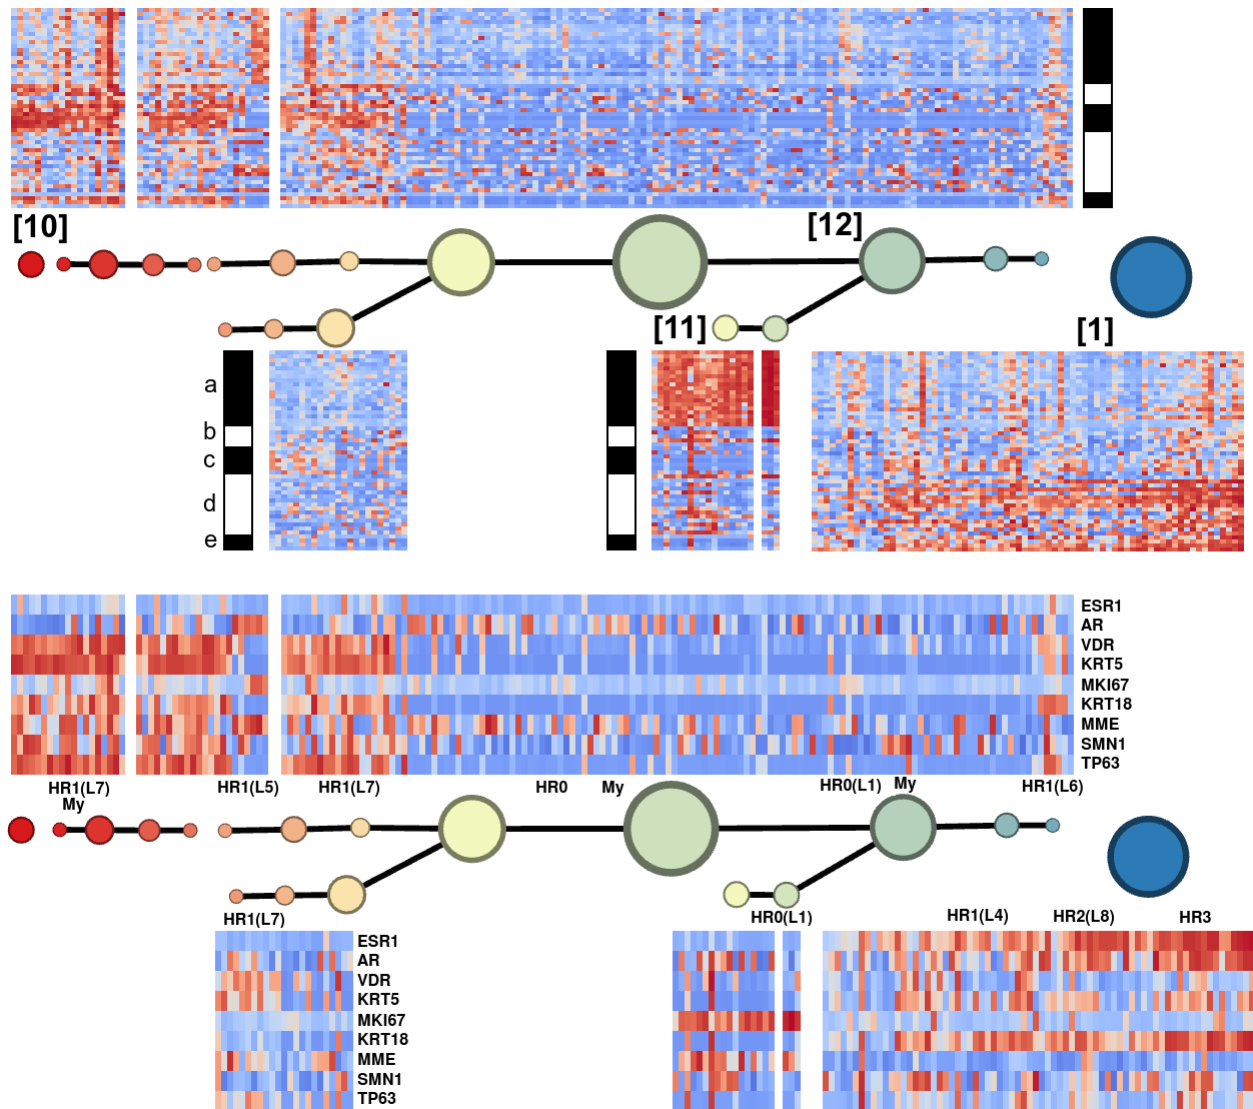 [10]
[12]
[11]
[1]
a
b
c
d
e
ESR1
AR
VDR
KRT5
MKI67
KRT18
MME
SMN1
TP63
HR1(L7)
My
HR1(L5)
HR1(L7)
HR0
My
HR0(L1)
My
HR1(L6)
HR1(L7)
HR0(L1)
HR1(L4)
HR2(L8)
HR3
ESR1
AR
VDR
KRT5
MKI67
KRT18
MME
SMN1
TP63